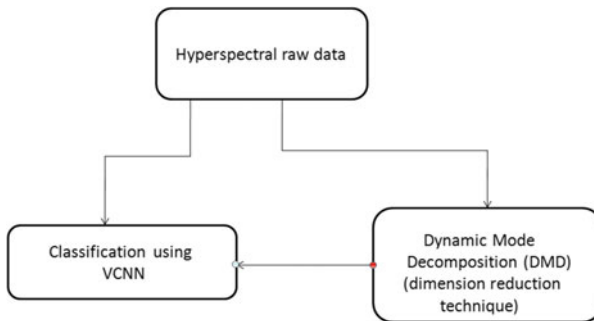 Hyperspectral raw data
Classification using
VCNN
Dynamic Mode
Decomposition (DMD)
(dimension reduction
technique)